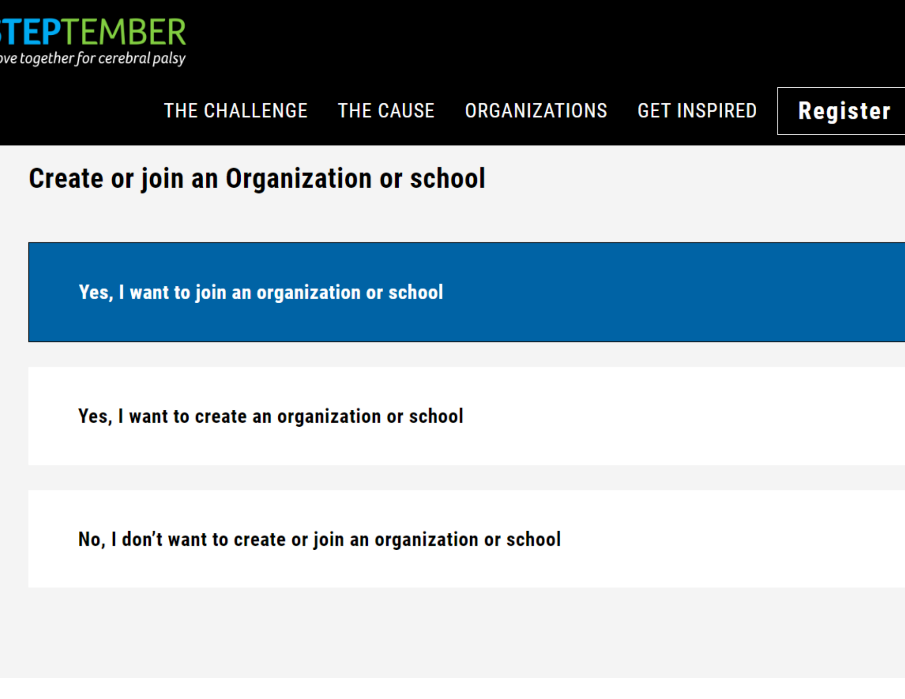 STEPTEMBER
ove together for cerebral palsy
THE CHALLENGE THE CAUSE ORGANIZATIONS GET INSPIRED Register
Create or join an Organization or school
Yes, I want to join an organization or school
Yes, I want to create an organization or school
No, I don’t want to create or join an organization or school